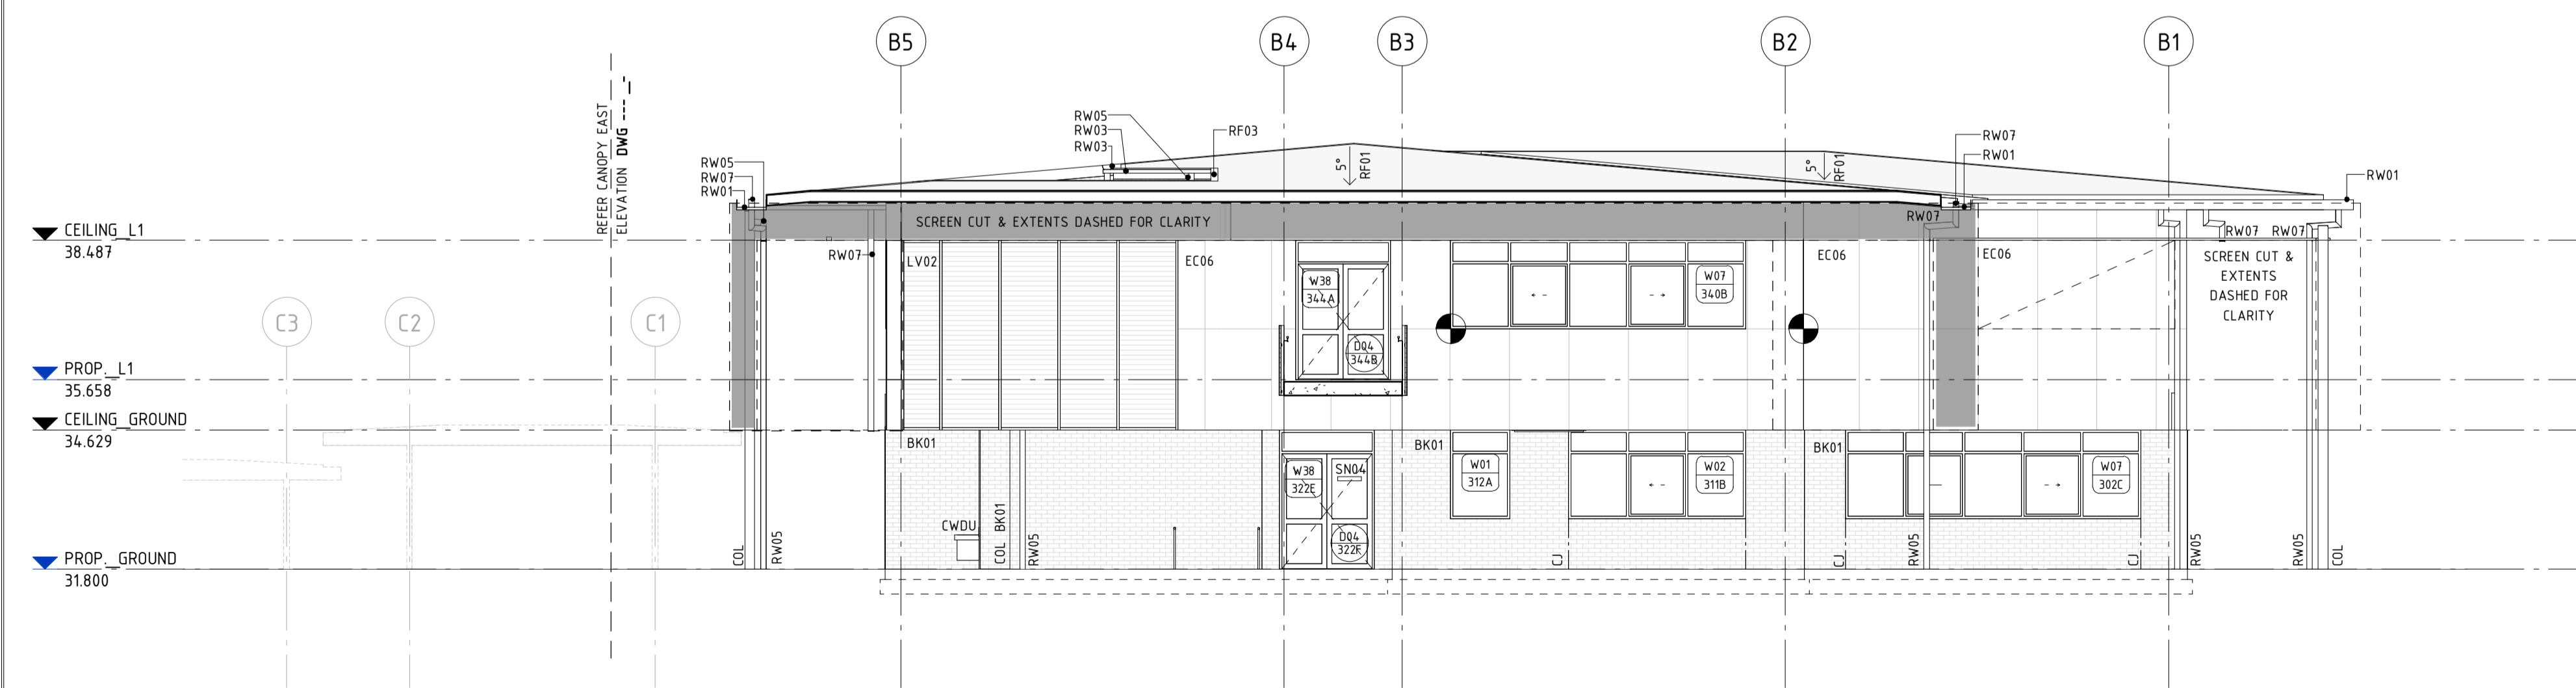 B5
B4
B3
B2
B1
REFER CANOPY EAST
ELEVATION DWG --- _-
RW05
RW03
RW03
RF03
RW05
RW07
RW01
5°
RF01
5°
RF01
RW07
RW01
RW01
CEILING_L1
38.487
SCREEN CUT & EXTENTS DASHED FOR CLARITY
RW07
RW07
RW07
RW07
LV02
EC06
EC06
EC06
SCREEN CUT &
EXTENTS
DASHED FOR
CLARITY
W38
344A
W07
340B
C3
C2
C1
DQ4
344B
PROP._L1
35.658
CEILING_GROUND
34.629
BK01
BK01
BK01
W38
322E
SN04
W01
312A
W02
311B
W07
302C
CWDU
COL
RW05
COL BK01
RW05
DQ4
322F
CJ
CJ
RW05
CJ
RW05
RW05
COL
PROP._GROUND
31.800